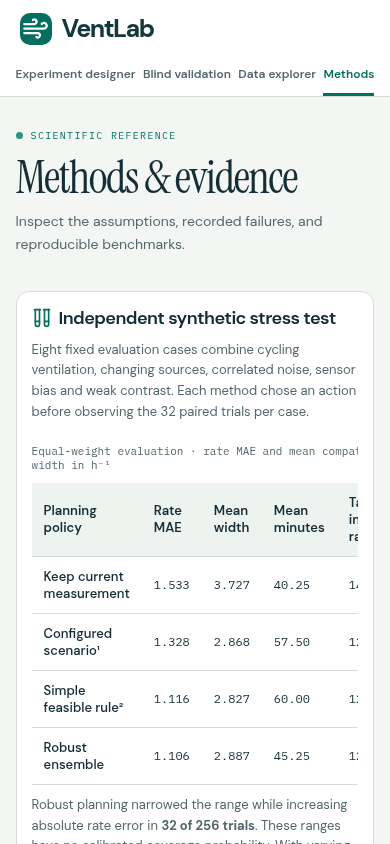 VentLab
Experiment designer Blind validation Data explorer Methods
SCIENTIFIC REFERENCE
Methods & evidence
Inspect the assumptions, recorded failures, and
reproducible benchmarks.
Independent synthetic stress test
Eight fixed evaluation cases combine cycling
ventilation, changing sources, correlated noise, sensor
bias and weak contrast. Each method chose an action
before observing the 32 paired trials per case.
Equal-weight evaluation · rate MAE and mean
width in h⁻¹
Planning policy Rate MAE Mean width Mean minutes
Keep current measurement 1.533 3.727 40.25
Configured scenario¹ 1.328 2.868 57.50
Simple feasible rule² 1.116 2.827 60.00
Robust ensemble 1.106 2.887 45.25
Robust planning narrowed the range while increasing
absolute rate error in 32 of 256 trials. These ranges